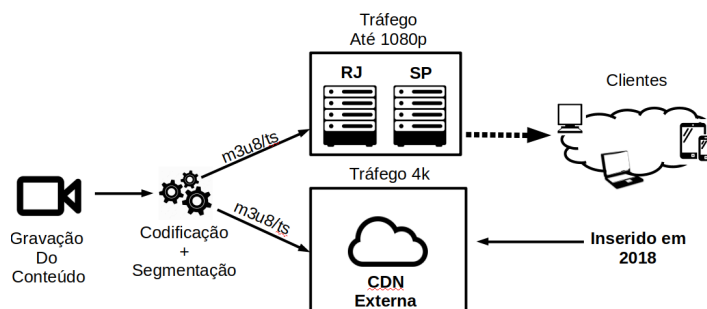 Tráfego
Até 1080p
RJ
SP
Clientes
m3u8/ts
Tráfego 4k
m3u8/ts
Gravação
Do
Conteúdo
Codificação
+
Segmentação
CDN
Externa
Inserido em
2018